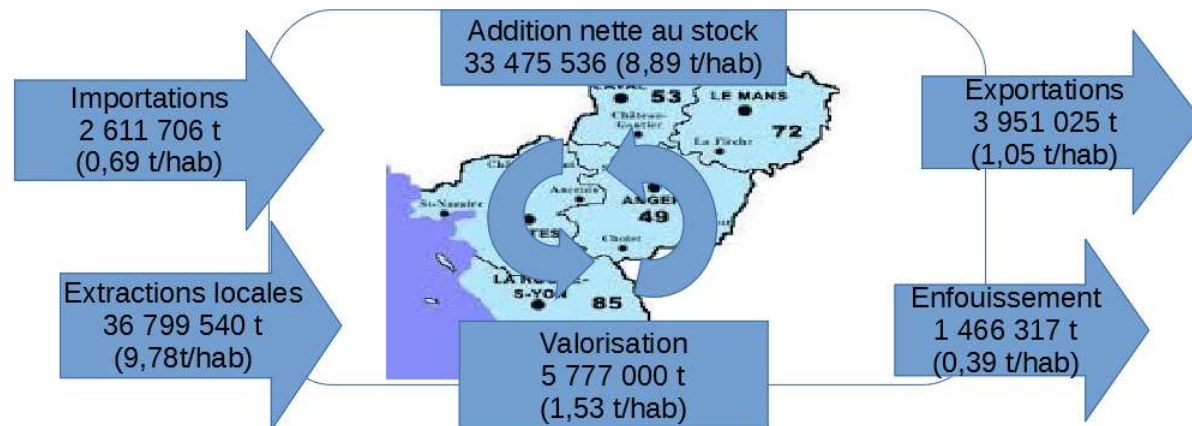 Addition nette au stock
33 475 536 (8,89 t/hab)
Importations
2 611 706 t
(0,69 t/hab)
Exportations
3 951 025 t
(1,05 t/hab)
53
LE MANS
Château-
Gontier
La Flèche
72
Ancenis
St-Nazaire
ANGE
49
Cholet
TES
LA RO
S-YON
85
Extractions locales
36 799 540 t
(9,78t/hab)
Enfouissement
1 466 317 t
(0,39 t/hab)
Valorisation
5 777 000 t
(1,53 t/hab)